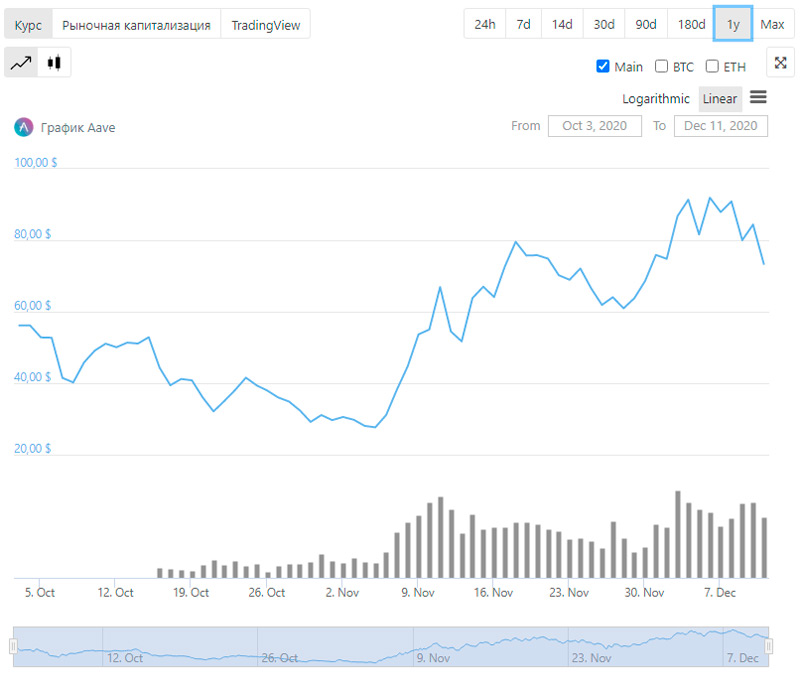 Курс Рыночная капитализация TradingView 24h 7d 14d 30d 90d 180d 1y Max
Main BTC ETH
Logarithmic Linear
График Aave From Oct 3, 2020 To Dec 11, 2020
100,00 $
80,00 $
60,00 $
40,00 $
20,00 $
5. Oct 12. Oct 19. Oct 26. Oct 2. Nov 9. Nov 16. Nov 23. Nov 30. Nov 7. Dec
12. Oct 26. Oct 9. Nov 23. Nov 7. Dec